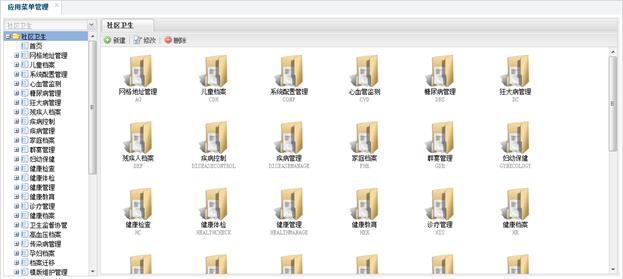 应用菜单管理
社区卫生
社区卫生
首页
网格地址管理
儿童档案
系统配置管理
心血管监测
糖尿病管理
狂犬病管理
残疾人档案
疾病控制
疾病管理
家庭档案
群宴管理
妇幼保健
健康检查
健康体检
健康管理
健康教育
诊疗管理
健康档案
卫生监督协管
高血压档案
传染病管理
孕妇档案
档案迁移
模版维护管理
社区卫生
新建 修改 删除
网格地址管理 儿童档案 系统配置管理 心血管监测 糖尿病管理 狂犬病管理
AG CDH CONF CVD DBS DC
残疾人档案 疾病控制 疾病管理 家庭档案 群宴管理 妇幼保健
DEF DISEASECONTROL DISEASEMANAGE FHR GDR GYNECOLOGY
健康检查 健康体检 健康管理 健康教育 诊疗管理 健康档案
HC HEALTHCHECK HEALTHMANAGE HER HIS HR